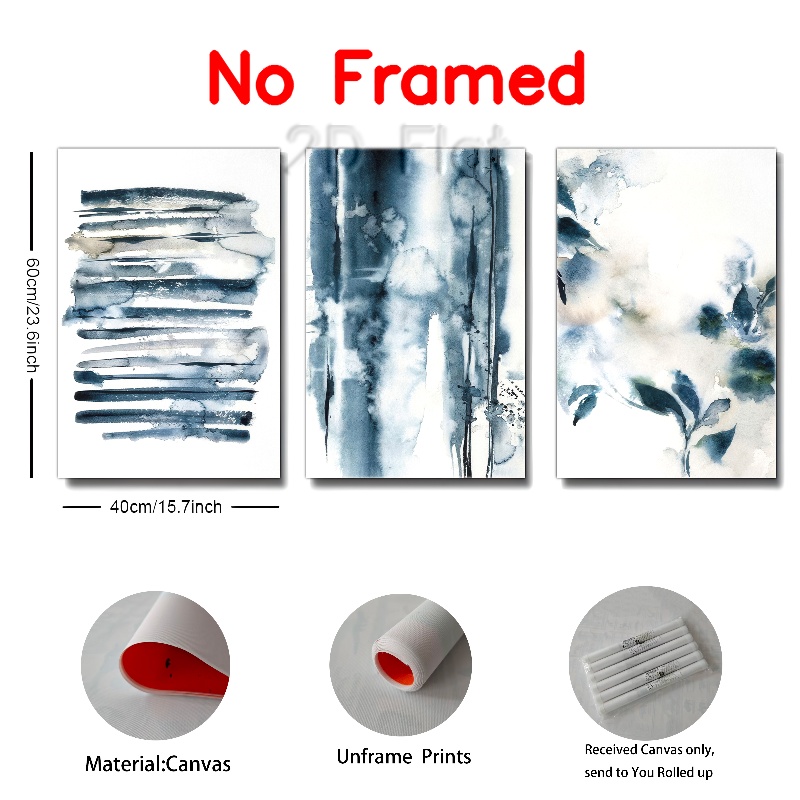 No Framed
2D Flat
60cm/23.6inch
40cm/15.7inch
Material:Canvas
Unframe Prints
Received Canvas only,
send to You Rolled up